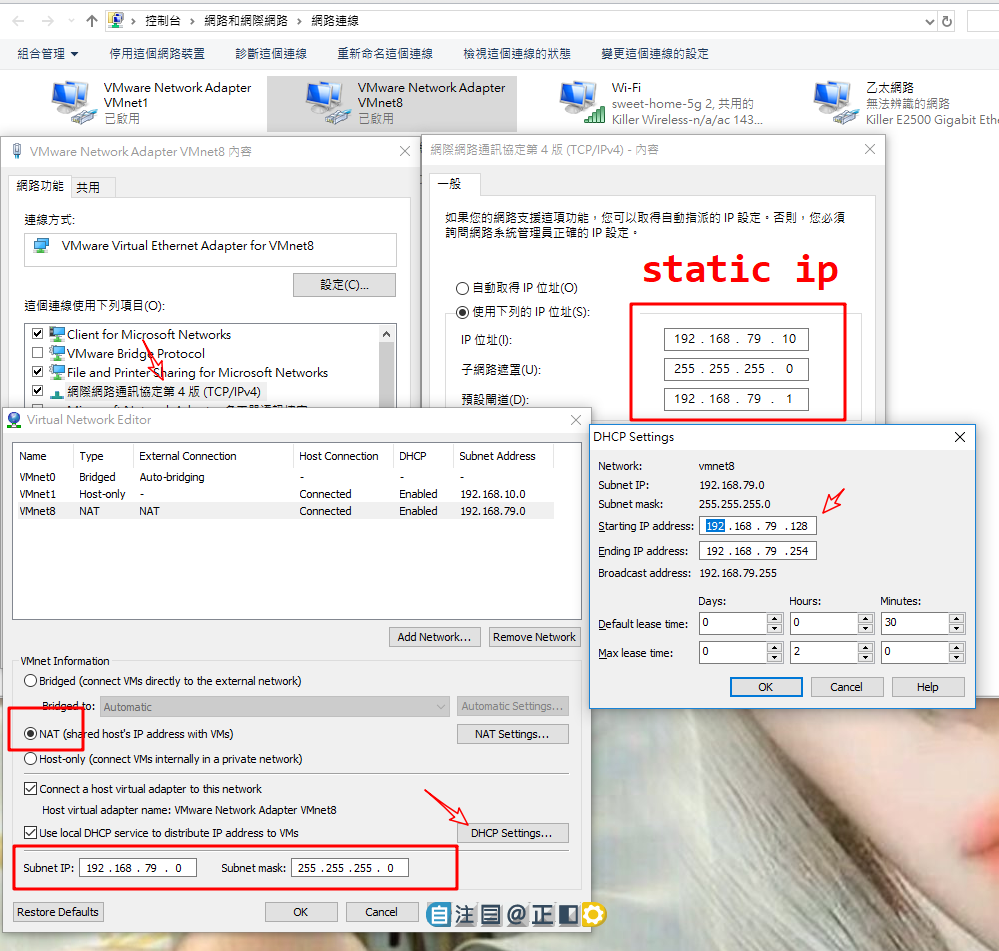 控制台 › 網路和網際網路 › 網路連線
組合管理 停用這個網路裝置 診斷這個連線 重新命名這個連線 檢視這個連線的狀態 變更這個連線的設定
VMware Network Adapter
VMnet1
已啟用
VMware Network Adapter
VMnet8
已啟用
Wi-Fi
sweet-home-5g 2, 共用的
Killer Wireless-n/a/ac 143...
乙太網路
無法辨識的網路
Killer E2500 Gigabit Ethe
VMware Network Adapter VMnet8 內容
網路功能 共用
連線方式:
VMware Virtual Ethernet Adapter for VMnet8
設定(C)...
這個連線使用下列項目(O):
Client for Microsoft Networks
VMware Bridge Protocol
File and Printer Sharing for Microsoft Networks
網際網路通訊協定第 4 版 (TCP/IPv4)
網際網路通訊協定第 4 版 (TCP/IPv4) - 內容
一般
如果您的網路支援這項功能，您可以取得自動指派的 IP 設定。否則，您必須
詢問網路系統管理員正確的 IP 設定。
static ip
自動取得 IP 位址(O)
使用下列的 IP 位址(S):
IP 位址(I): 192 . 168 . 79 . 10
子網路遮罩(U): 255 . 255 . 255 . 0
預設閘道(D): 192 . 168 . 79 . 1
Virtual Network Editor
Name Type External Connection Host Connection DHCP Subnet Address
VMnet0 Bridged Auto-bridging - - -
VMnet1 Host-only - Connected Enabled 192.168.10.0
VMnet8 NAT NAT Connected Enabled 192.168.79.0
Add Network... Remove Network
VMnet Information
Bridged (connect VMs directly to the external network)
Bridged to: Automatic Automatic Settings...
NAT (shared host's IP address with VMs) NAT Settings...
Host-only (connect VMs internally in a private network)
Connect a host virtual adapter to this network
Host virtual adapter name: VMware Network Adapter VMnet8
Use local DHCP service to distribute IP address to VMs DHCP Settings...
Subnet IP: 192 . 168 . 79 . 0 Subnet mask: 255 . 255 . 255 . 0
Restore Defaults OK Cancel
DHCP Settings
Network: vmnet8
Subnet IP: 192.168.79.0
Subnet mask: 255.255.255.0
Starting IP address: 192 . 168 . 79 . 128
Ending IP address: 192 . 168 . 79 . 254
Broadcast address: 192.168.79.255
Days: Hours: Minutes:
Default lease time: 0 0 30
Max lease time: 0 2 0
OK Cancel Help
注 @ 正